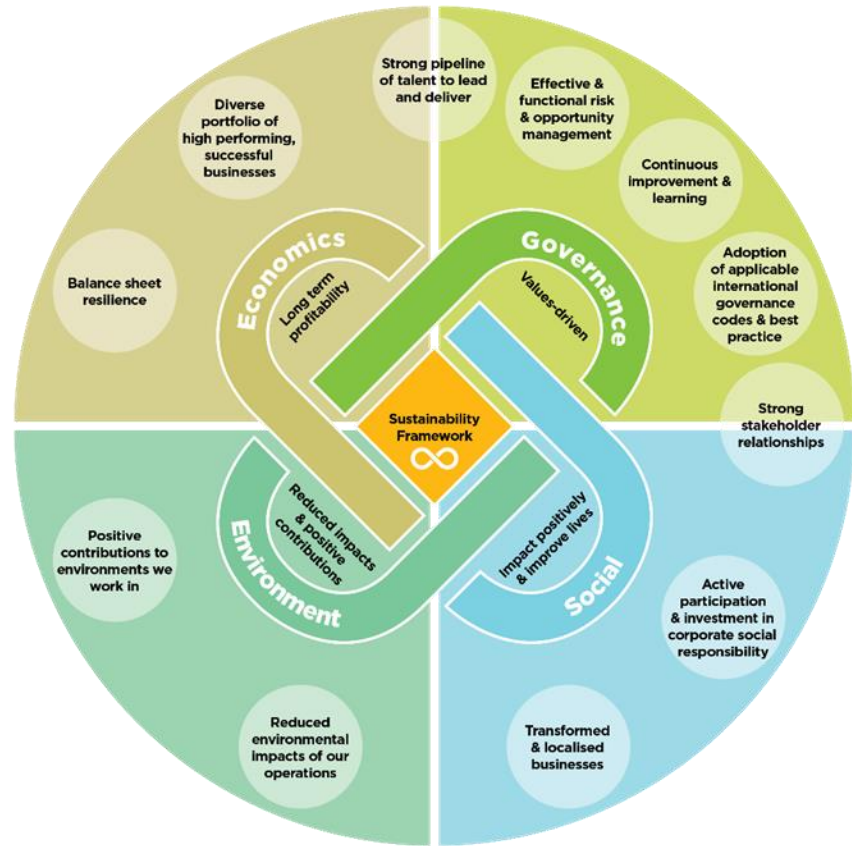 Strong pipeline
of talent to lead
and deliver
Effective &
functional risk
& opportunity
management
Diverse
portfolio of
high performing,
successful
businesses
Continuous
improvement &
learning
Balance sheet
resilience
Adoption
of applicable
international
governance
codes & best
practice
Economics
Long term
profitability
Governance
Values-driven
Sustainability
Framework
Strong
stakeholder
relationships
Environment
Reduced impacts
& positive
contributions
Social
Impact positively
& improve lives
Positive
contributions to
environments we
work in
Active
participation
& investment in
corporate social
responsibility
Reduced
environmental
impacts of our
operations
Transformed
& localised
businesses